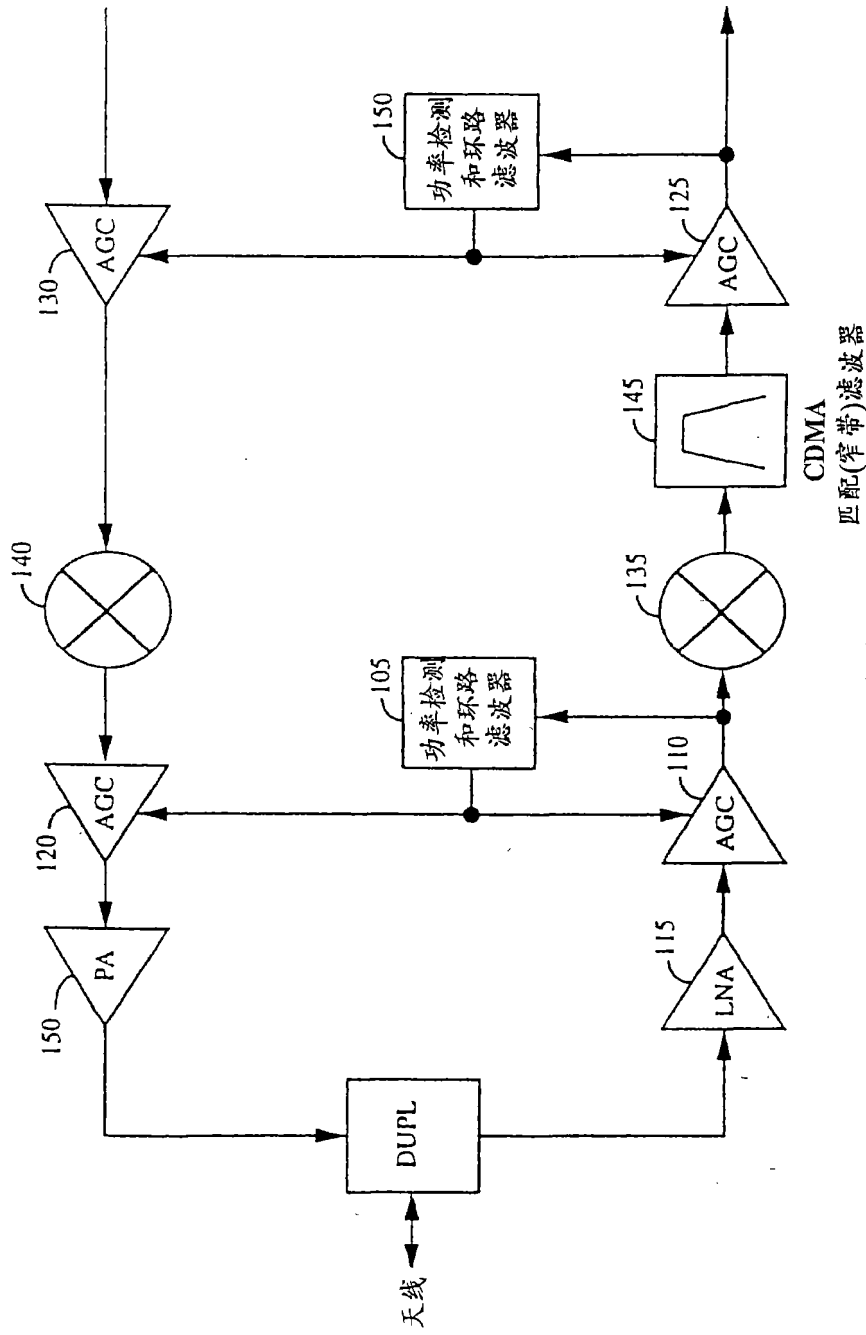 130
AGC
140
120
AGC
150
PA
150
功率检测
和环路
滤波器
105
功率检测
和环路
滤波器
DUPL
天线
115
LNA
110
AGC
135
145
CDMA
匹配(窄带)滤波器
125
AGC